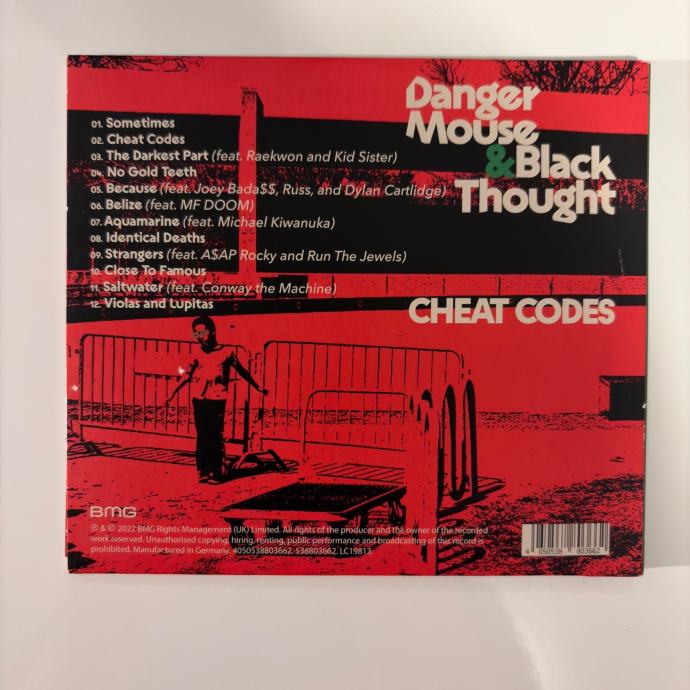 Danger
Mouse
&Black
Thought
CHEAT CODES
01. Sometimes
02. Cheat Codes
03. The Darkest Part (feat. Raekwon and Kid Sister)
04. No Gold Teeth
05. Because (feat. Joey Bada$$, Russ, and Dylan Cartlidge)
06. Belize (feat. MF DOOM)
07. Aquamarine (feat. Michael Kiwanuka)
08. Identical Deaths
09. Strangers (feat. A$AP Rocky and Run The Jewels)
10. Close To Famous
11. Saltwater (feat. Conway the Machine)
12. Violas and Lupitas
BMG
℗ & © 2022 BMG Rights Management (UK) Limited. All rights of the producer and the owner of the recorded
work reserved. Unauthorised copying, hiring, renting, public performance and broadcasting of this record is
prohibited. Manufactured in Germany. 4050538803662. 538803662. LC19813.
4 050538 803662